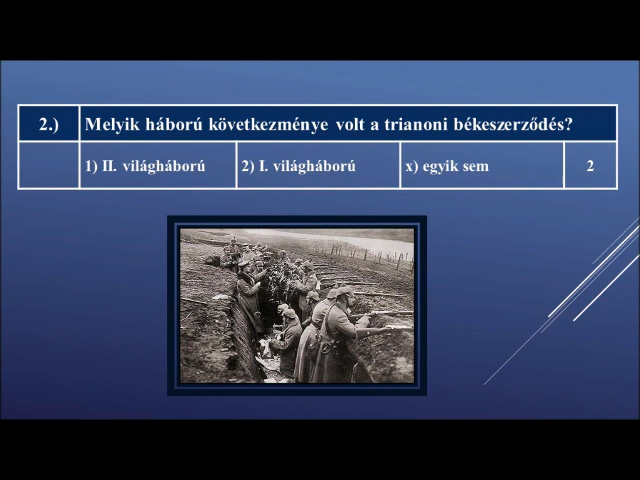 2.) Melyik háború következménye volt a trianoni békeszerződés?
1) II. világháború 2) I. világháború x) egyik sem 2